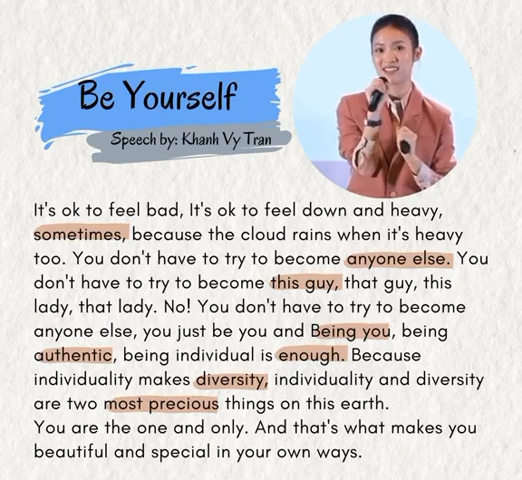 Be Yourself
Speech by: Khanh Vy Tran
It's ok to feel bad, It's ok to feel down and heavy,
sometimes, because the cloud rains when it's heavy
too. You don't have to try to become anyone else. You
don't have to try to become this guy, that guy, this
lady, that lady. No! You don't have to try to become
anyone else, you just be you and Being you, being
authentic, being individual is enough. Because
individuality makes diversity, individuality and diversity
are two most precious things on this earth.
You are the one and only. And that's what makes you
beautiful and special in your own ways.